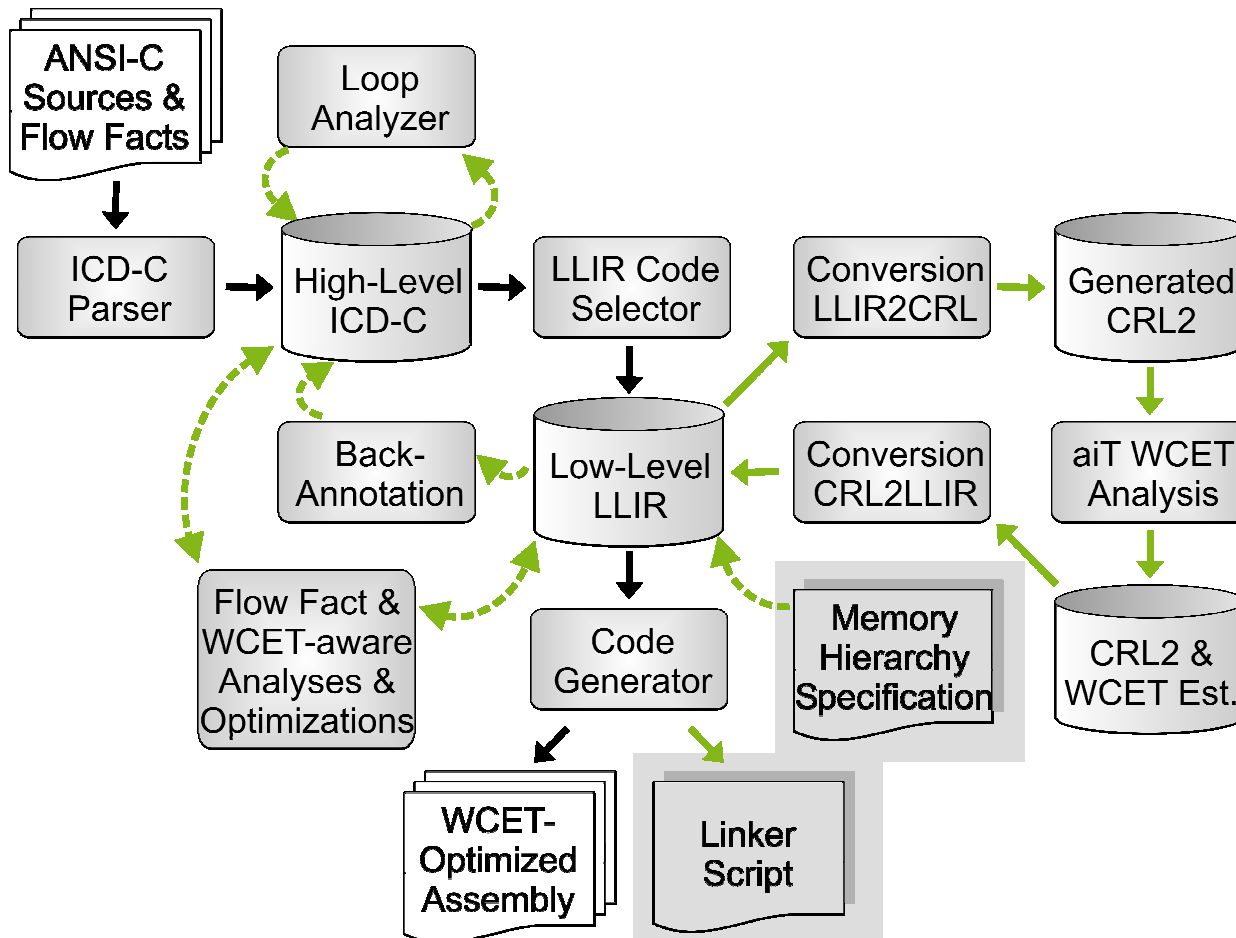 ANSI-C
Sources &
Flow Facts
Loop
Analyzer
ICD-C
Parser
High-Level
ICD-C
LLIR Code
Selector
Conversion
LLIR2CRL
Generated
CRL2
Back-
Annotation
Low-Level
LLIR
Conversion
CRL2LLIR
aiT WCET
Analysis
Flow Fact &
WCET-aware
Analyses &
Optimizations
Code
Generator
Memory
Hierarchy
Specification
CRL2 &
WCET Est.
WCET-
Optimized
Assembly
Linker
Script